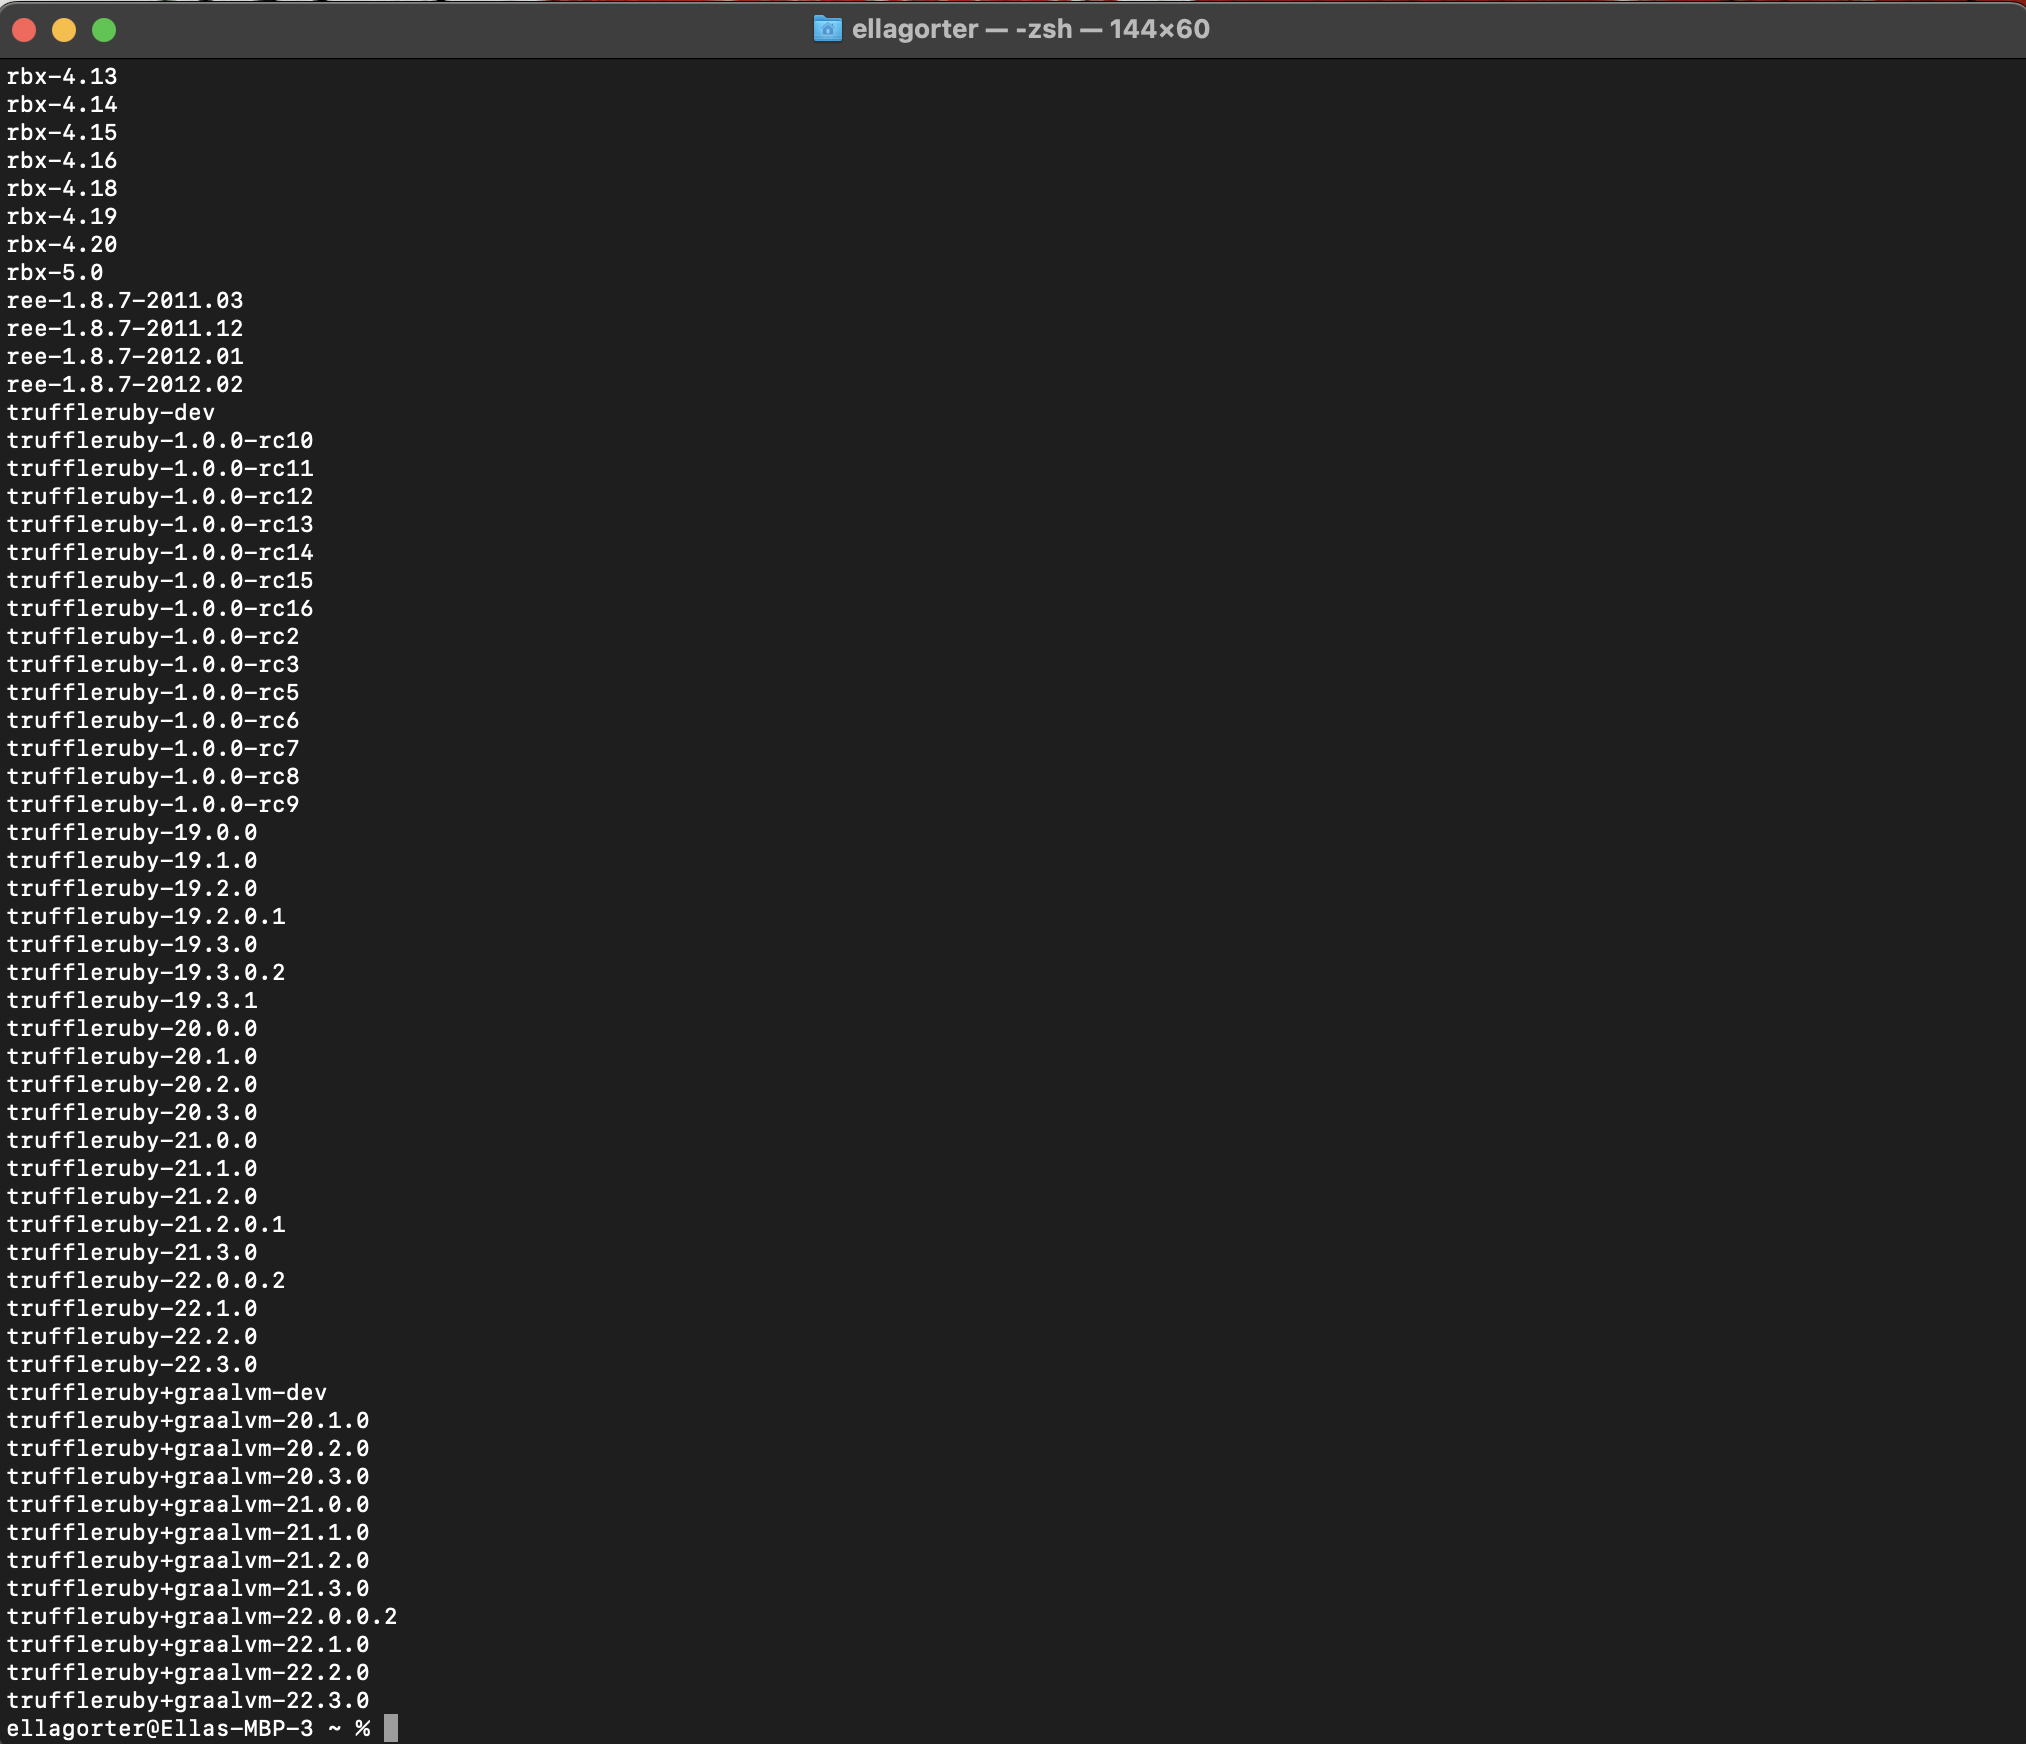 ellagorter — -zsh — 144×60
rbx-4.13
rbx-4.14
rbx-4.15
rbx-4.16
rbx-4.18
rbx-4.19
rbx-4.20
rbx-5.0
ree-1.8.7-2011.03
ree-1.8.7-2011.12
ree-1.8.7-2012.01
ree-1.8.7-2012.02
truffleruby-dev
truffleruby-1.0.0-rc10
truffleruby-1.0.0-rc11
truffleruby-1.0.0-rc12
truffleruby-1.0.0-rc13
truffleruby-1.0.0-rc14
truffleruby-1.0.0-rc15
truffleruby-1.0.0-rc16
truffleruby-1.0.0-rc2
truffleruby-1.0.0-rc3
truffleruby-1.0.0-rc5
truffleruby-1.0.0-rc6
truffleruby-1.0.0-rc7
truffleruby-1.0.0-rc8
truffleruby-1.0.0-rc9
truffleruby-19.0.0
truffleruby-19.1.0
truffleruby-19.2.0
truffleruby-19.2.0.1
truffleruby-19.3.0
truffleruby-19.3.0.2
truffleruby-19.3.1
truffleruby-20.0.0
truffleruby-20.1.0
truffleruby-20.2.0
truffleruby-20.3.0
truffleruby-21.0.0
truffleruby-21.1.0
truffleruby-21.2.0
truffleruby-21.2.0.1
truffleruby-21.3.0
truffleruby-22.0.0.2
truffleruby-22.1.0
truffleruby-22.2.0
truffleruby-22.3.0
truffleruby+graalvm-dev
truffleruby+graalvm-20.1.0
truffleruby+graalvm-20.2.0
truffleruby+graalvm-20.3.0
truffleruby+graalvm-21.0.0
truffleruby+graalvm-21.1.0
truffleruby+graalvm-21.2.0
truffleruby+graalvm-21.3.0
truffleruby+graalvm-22.0.0.2
truffleruby+graalvm-22.1.0
truffleruby+graalvm-22.2.0
truffleruby+graalvm-22.3.0
ellagorter@Ellas-MBP-3 ~ %